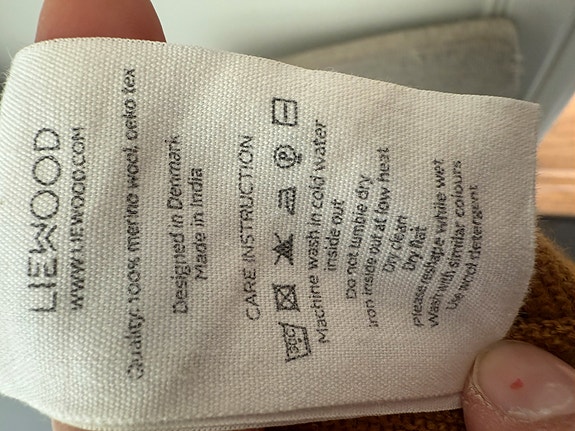 LIEWOOD
WWW.LIEWOOD.COM
Quality: 100% merino wool, oeko tex
Designed in Denmark
Made in India
CARE INSTRUCTION
30C P
Machine wash in cold water
inside out
Do not tumble dry
Iron inside out at low heat
Dry clean
Dry flat
Please reshape while wet
Wash with similar colours
Use wool detergent